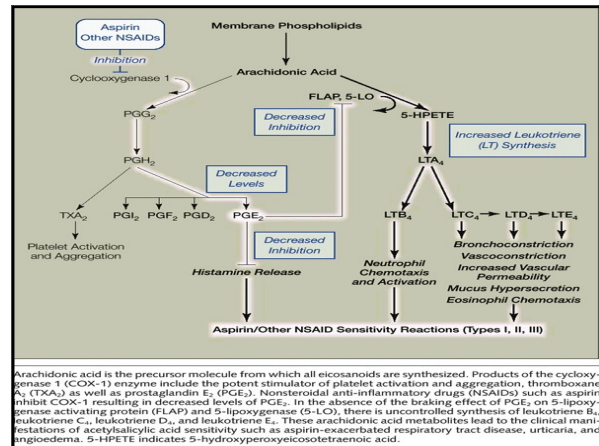 Aspirin
Other NSAIDs
Membrane Phospholipids
Inhibition
Cyclooxygenase 1
Arachidonic Acid
FLAP, 5-LO
PGG₂
Decreased
Inhibition
5-HPETE
Increased Leukotriene
(LT) Synthesis
PGH₂
LTA₄
Decreased
Levels
TXA₂ PGI₂ PGF₂ PGD₂ PGE₂ LTB₄ LTC₄ LTD₄ LTE₄
Platelet Activation
and Aggregation
Decreased
Inhibition
Histamine Release
Neutrophil
Chemotaxis
and Activation
Bronchoconstriction
Vasoconstriction
Increased Vascular
Permeability
Mucus Hypersecretion
Eosinophil Chemotaxis
Aspirin/Other NSAID Sensitivity Reactions (Types I, II, III)
Arachidonic acid is the precursor molecule from which all eicosanoids are synthesized. Products of the cyclooxy-
genase 1 (COX-1) enzyme include the potent stimulator of platelet activation and aggregation, thromboxane
A₂ (TXA₂) as well as prostaglandin E₂ (PGE₂). Nonsteroidal anti-inflammatory drugs (NSAIDs) such as aspirin
inhibit COX-1 resulting in decreased levels of PGE₂. In the absence of the braking effect of PGE₂ on 5-lipoxy-
genase activating protein (FLAP) and 5-lipoxygenase (5-LO), there is uncontrolled synthesis of leukotriene B₄,
leukotriene C₄, leukotriene D₄, and leukotriene E₄. These arachidonic acid metabolites lead to the clinical mani-
festations of acetylsalicylic acid sensitivity such as aspirin-exacerbated respiratory tract disease, urticaria, and
angioedema. 5-HPETE indicates 5-hydroxyperoxyeicosotetraenoic acid.